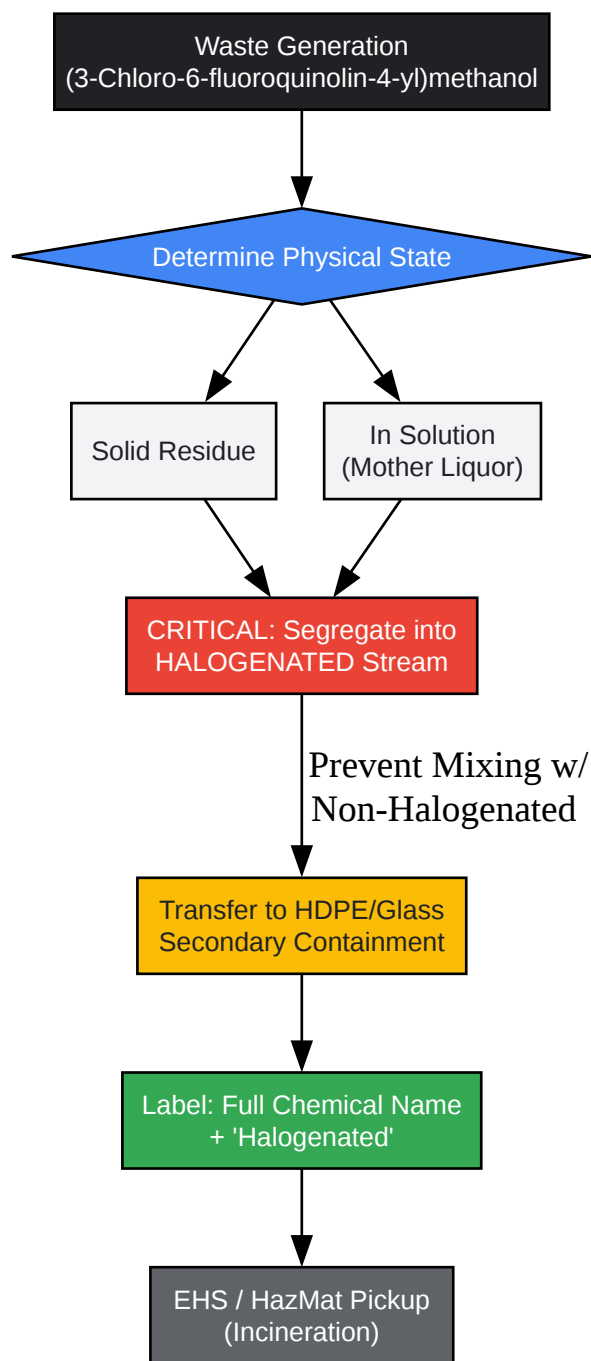 Waste Generation
(3-Chloro-6-fluoroquinolin-4-yl)methanol
Determine Physical State
Solid Residue
In Solution
(Mother Liquor)
CRITICAL: Segregate into
HALOGENATED Stream
Prevent Mixing w/
Non-Halogenated
Transfer to HDPE/Glass
Secondary Containment
Label: Full Chemical Name
+ 'Halogenated'
EHS / HazMat Pickup
(Incineration)